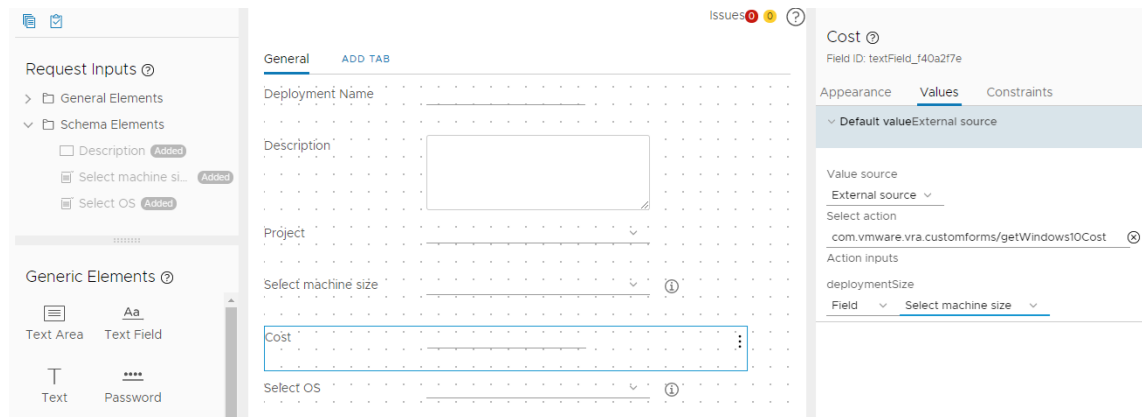 Issues 0 0
Request Inputs
General Elements
Schema Elements
Description Added
Select machine si... Added
Select OS Added
Generic Elements
Aa
Text Area Text Field
Text Password
General ADD TAB
Deployment Name
Description
Project
Select machine size
Cost
Select OS
Cost
Field ID: textField_f40a2f7e
Appearance Values Constraints
Default valueExternal source
Value source
External source
Select action
com.vmware.vra.customforms/getWindows10Cost
Action inputs
deploymentSize
Field Select machine size